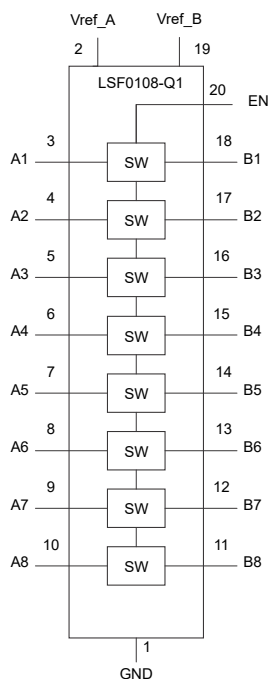 Vref_A Vref_B
2 19
LSF0108-Q1
20 EN
3 18
A1 SW B1
4 17
A2 SW B2
5 16
A3 SW B3
6 15
A4 SW B4
7 14
A5 SW B5
8 13
A6 SW B6
9 12
A7 SW B7
10 11
A8 SW B8
1
GND